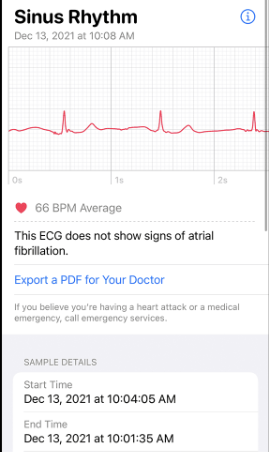 Sinus Rhythm
Dec 13, 2021 at 10:08 AM
0s 1s 2s
66 BPM Average
This ECG does not show signs of atrial
fibrillation.
Export a PDF for Your Doctor
If you believe you're having a heart attack or a medical
emergency, call emergency services.
SAMPLE DETAILS
Start Time
Dec 13, 2021 at 10:04:05 AM
End Time
Dec 13, 2021 at 10:01:35 AM